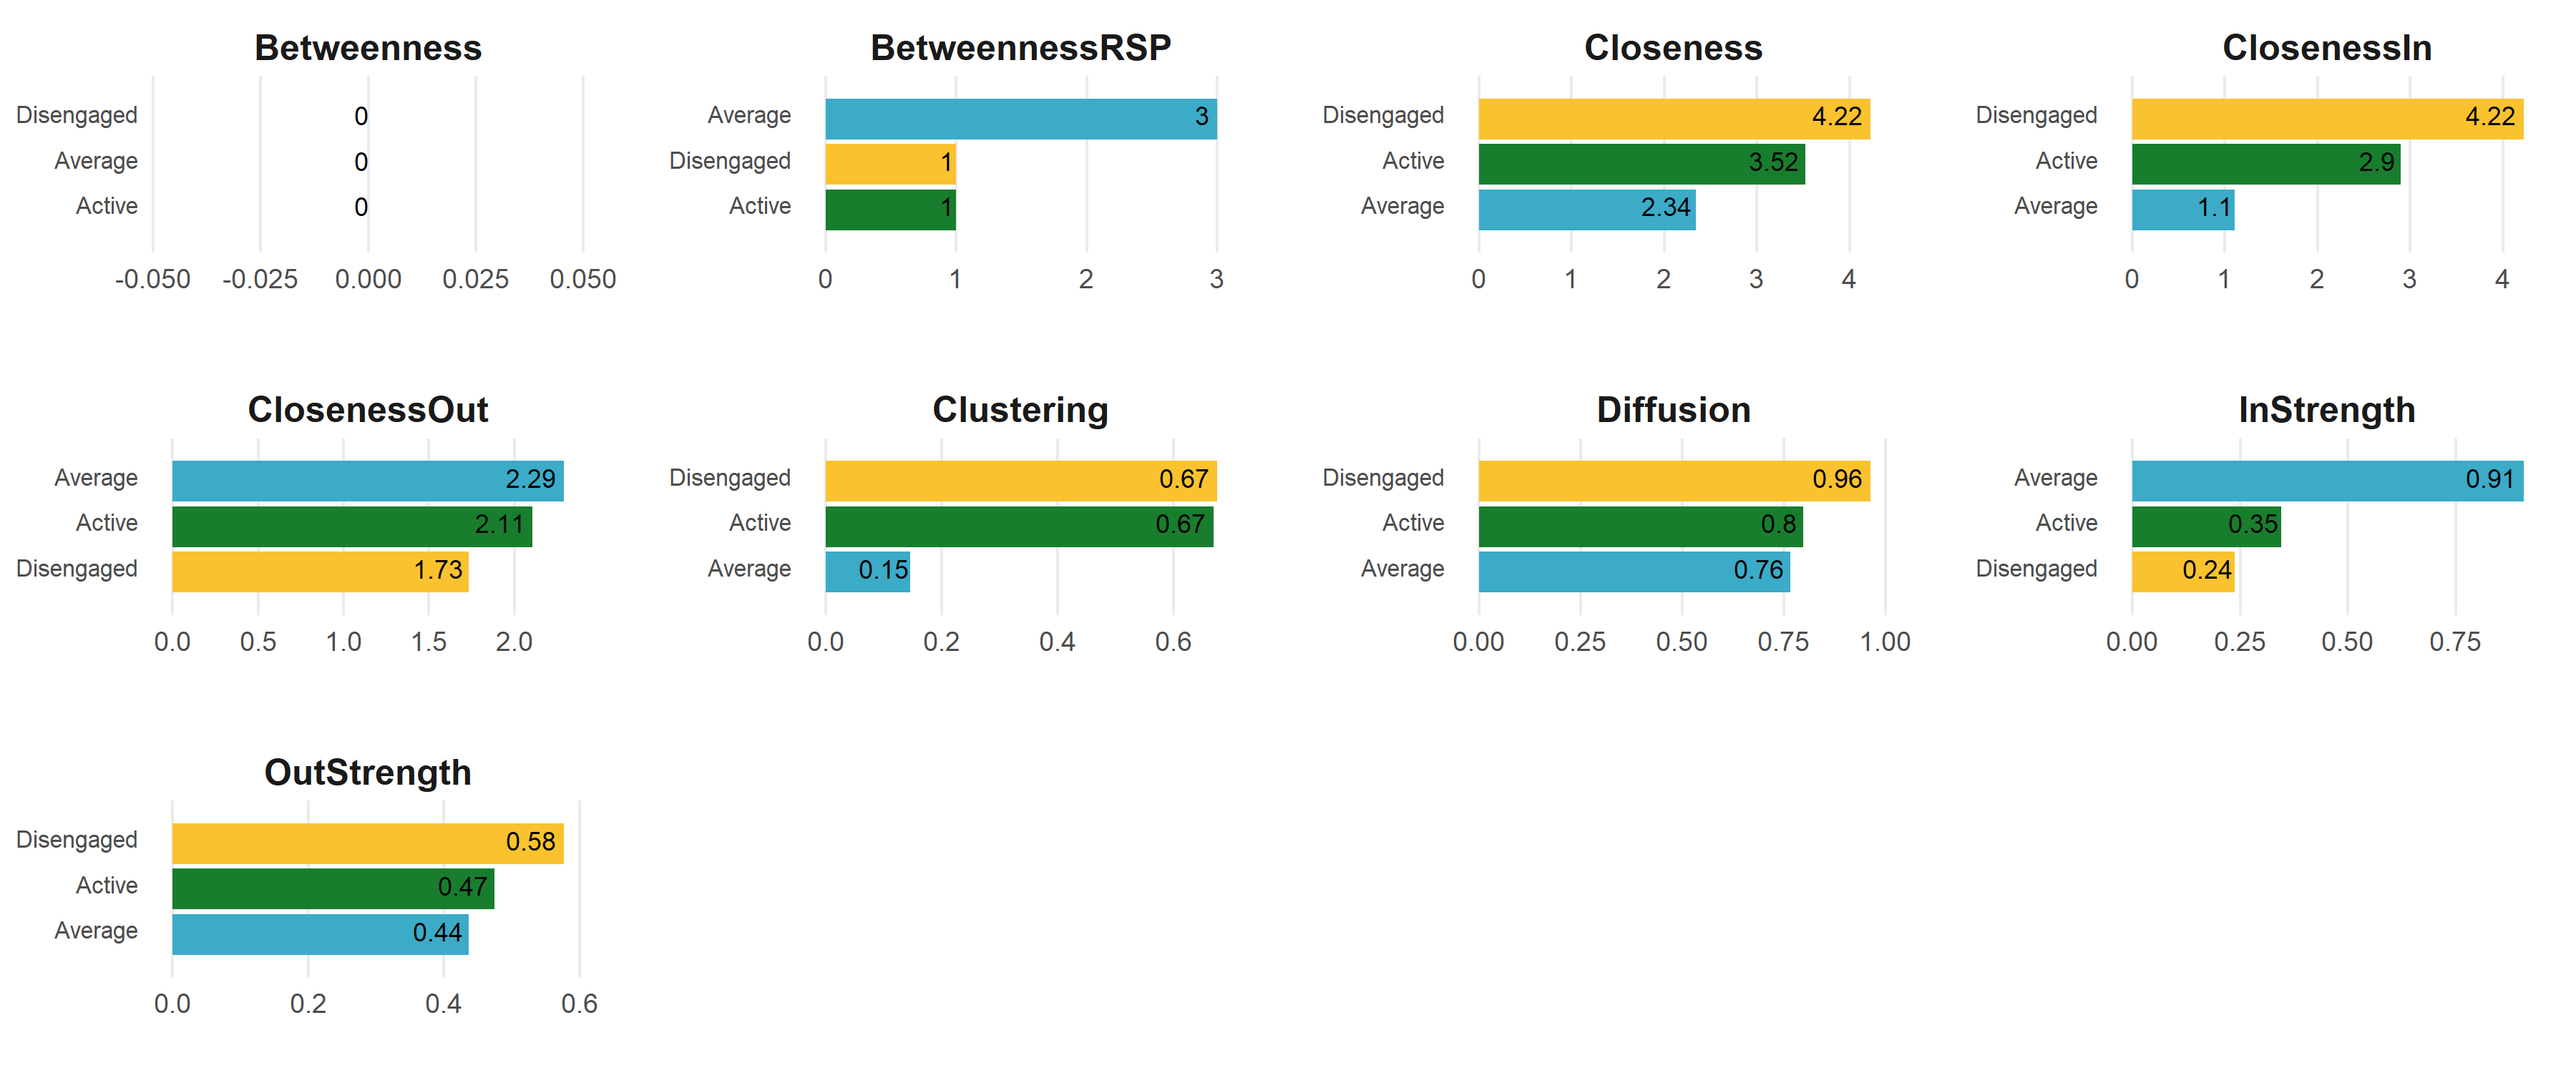 Betweenness
Disengaged 0
Average 0
Active 0
-0.050 -0.025 0.000 0.025 0.050
BetweennessRSP
Average 3
Disengaged 1
Active 1
0 1 2 3
Closeness
Disengaged 4.22
Active 3.52
Average 2.34
0 1 2 3 4
ClosenessIn
Disengaged 4.22
Active 2.9
Average 1.1
0 1 2 3 4
ClosenessOut
Average 2.29
Active 2.11
Disengaged 1.73
0.0 0.5 1.0 1.5 2.0
Clustering
Disengaged 0.67
Active 0.67
Average 0.15
0.0 0.2 0.4 0.6
Diffusion
Disengaged 0.96
Active 0.8
Average 0.76
0.00 0.25 0.50 0.75 1.00
InStrength
Average 0.91
Active 0.35
Disengaged 0.24
0.00 0.25 0.50 0.75
OutStrength
Disengaged 0.58
Active 0.47
Average 0.44
0.0 0.2 0.4 0.6